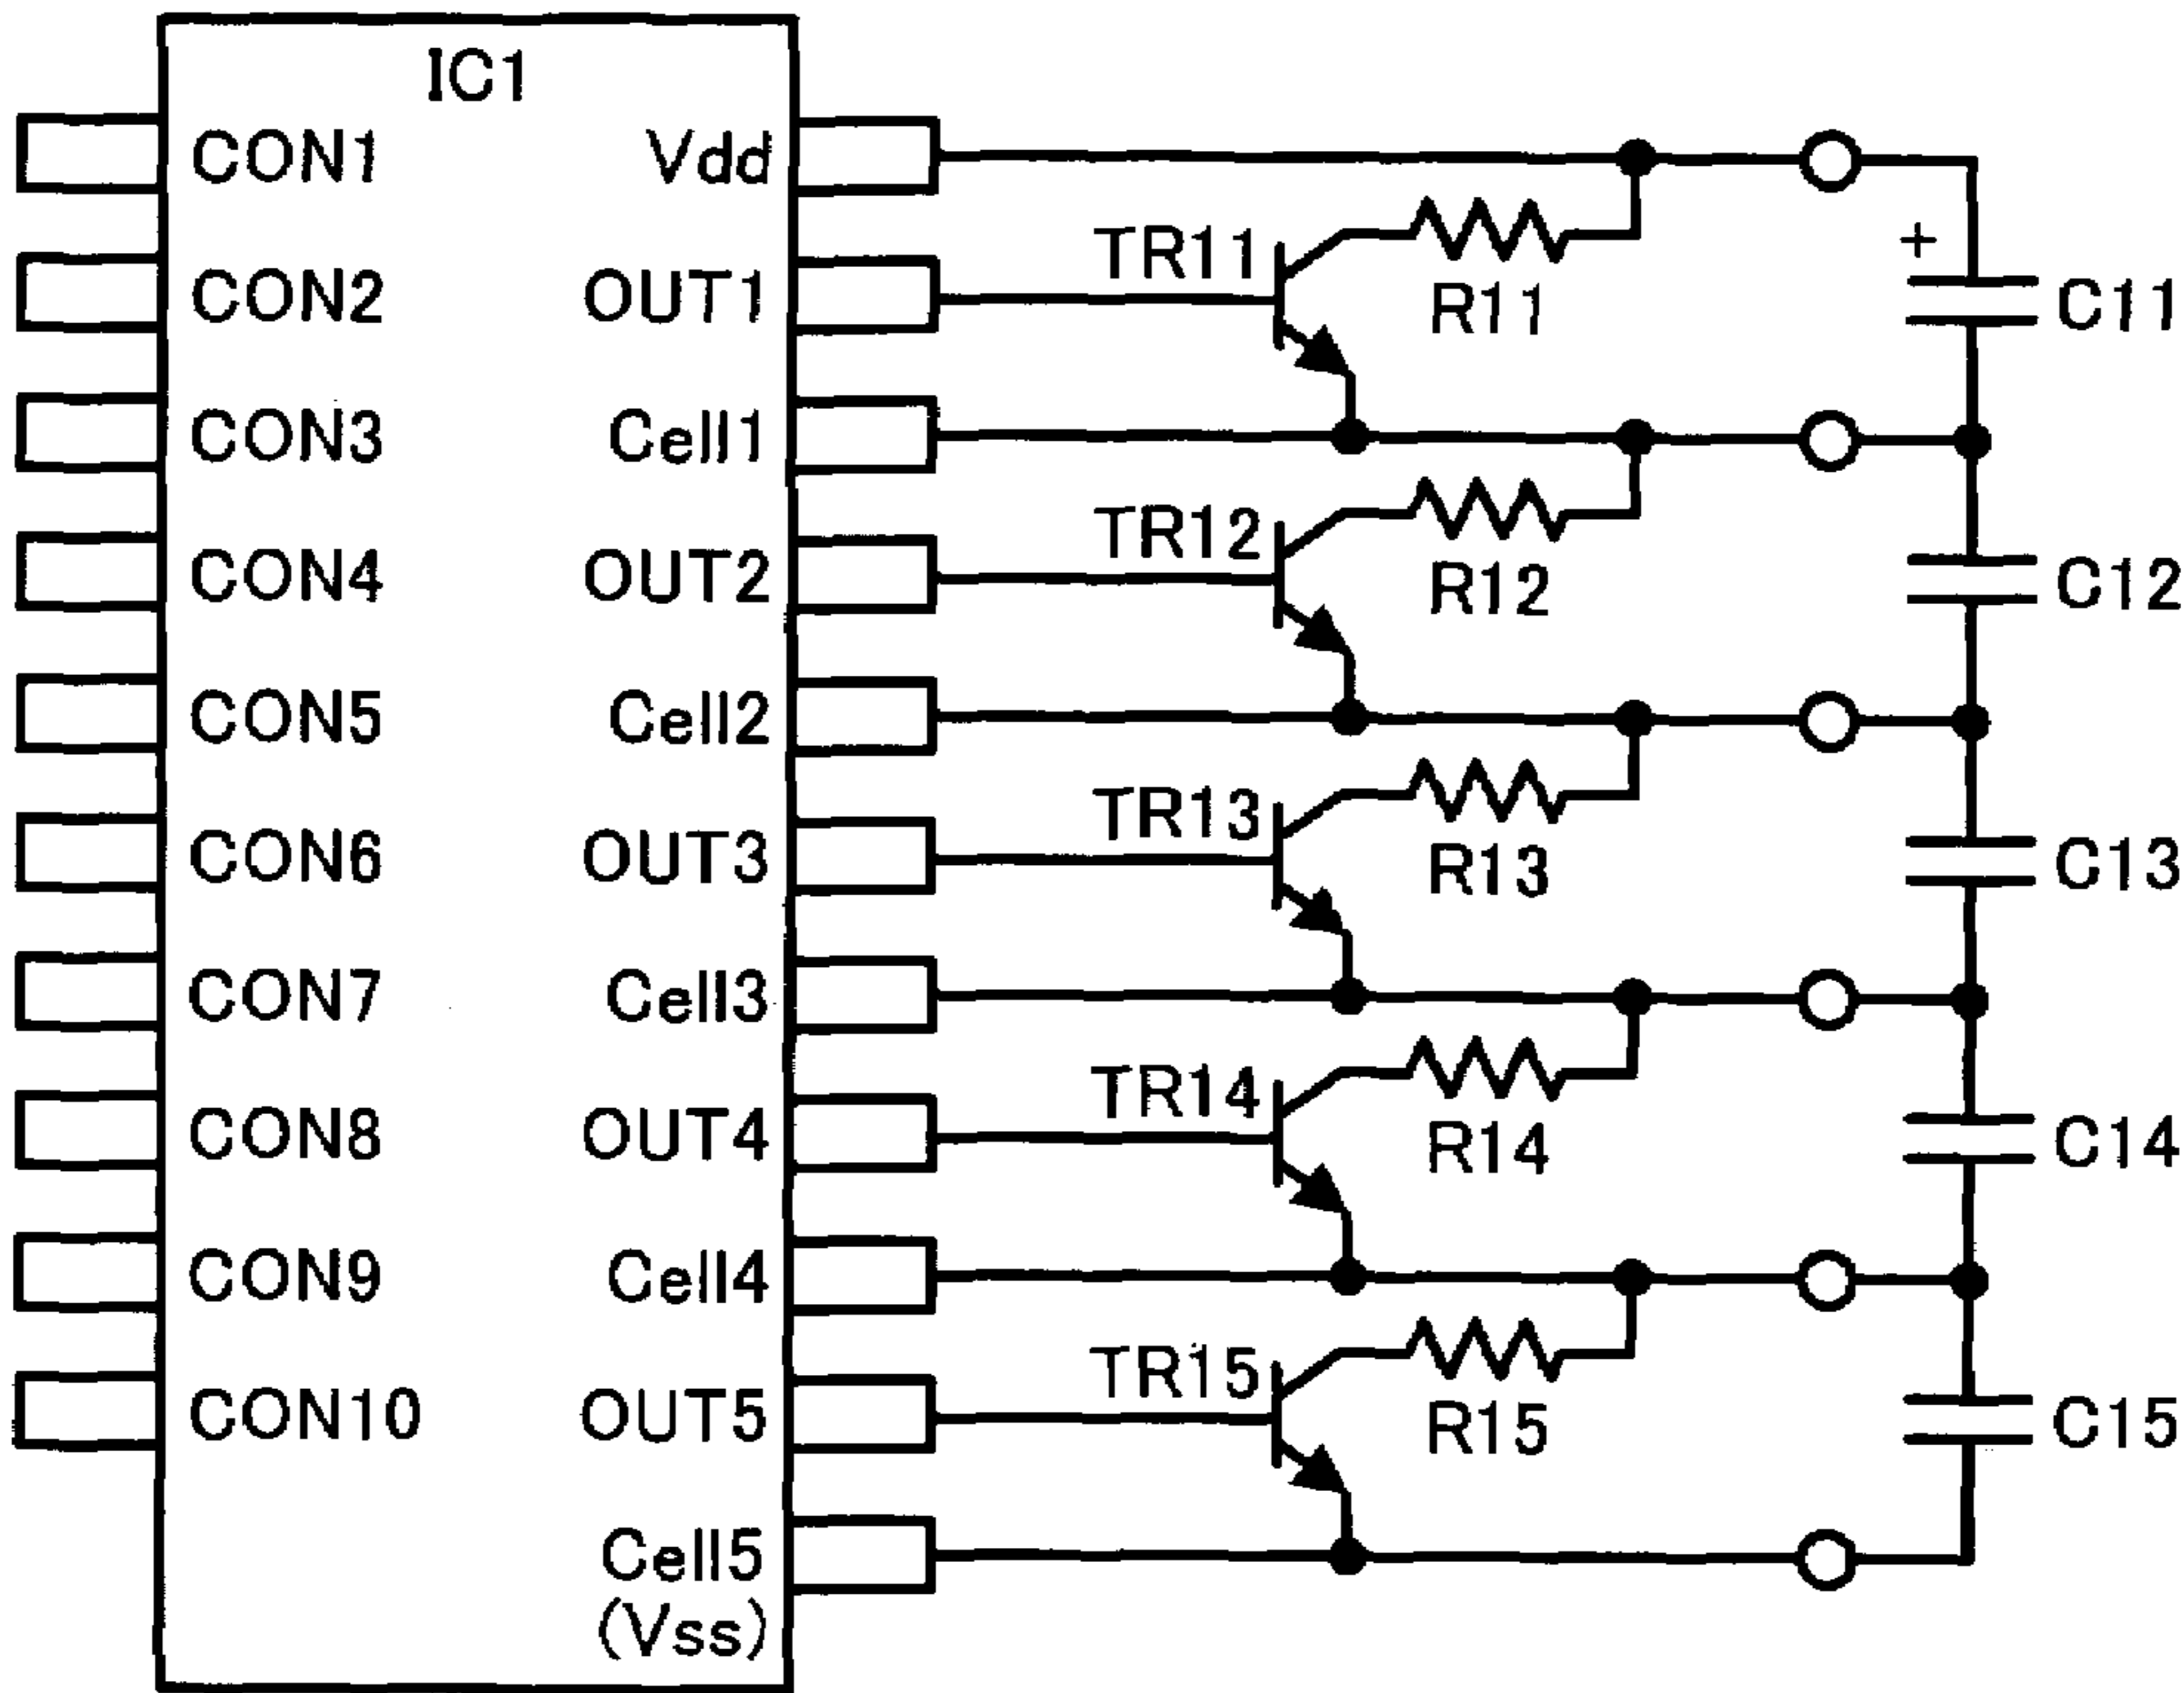 IC1
CON1
Vdd
CON2
OUT1
TR11
R11
+
C11
CON3
Cell1
CON4
OUT2
TR12
R12
C12
CON5
Cell2
CON6
OUT3
TR13
R13
C13
CON7
Cell3
CON8
OUT4
TR14
R14
C14
CON9
Cell4
CON10
OUT5
TR15
R15
C15
Cell5
(Vss)